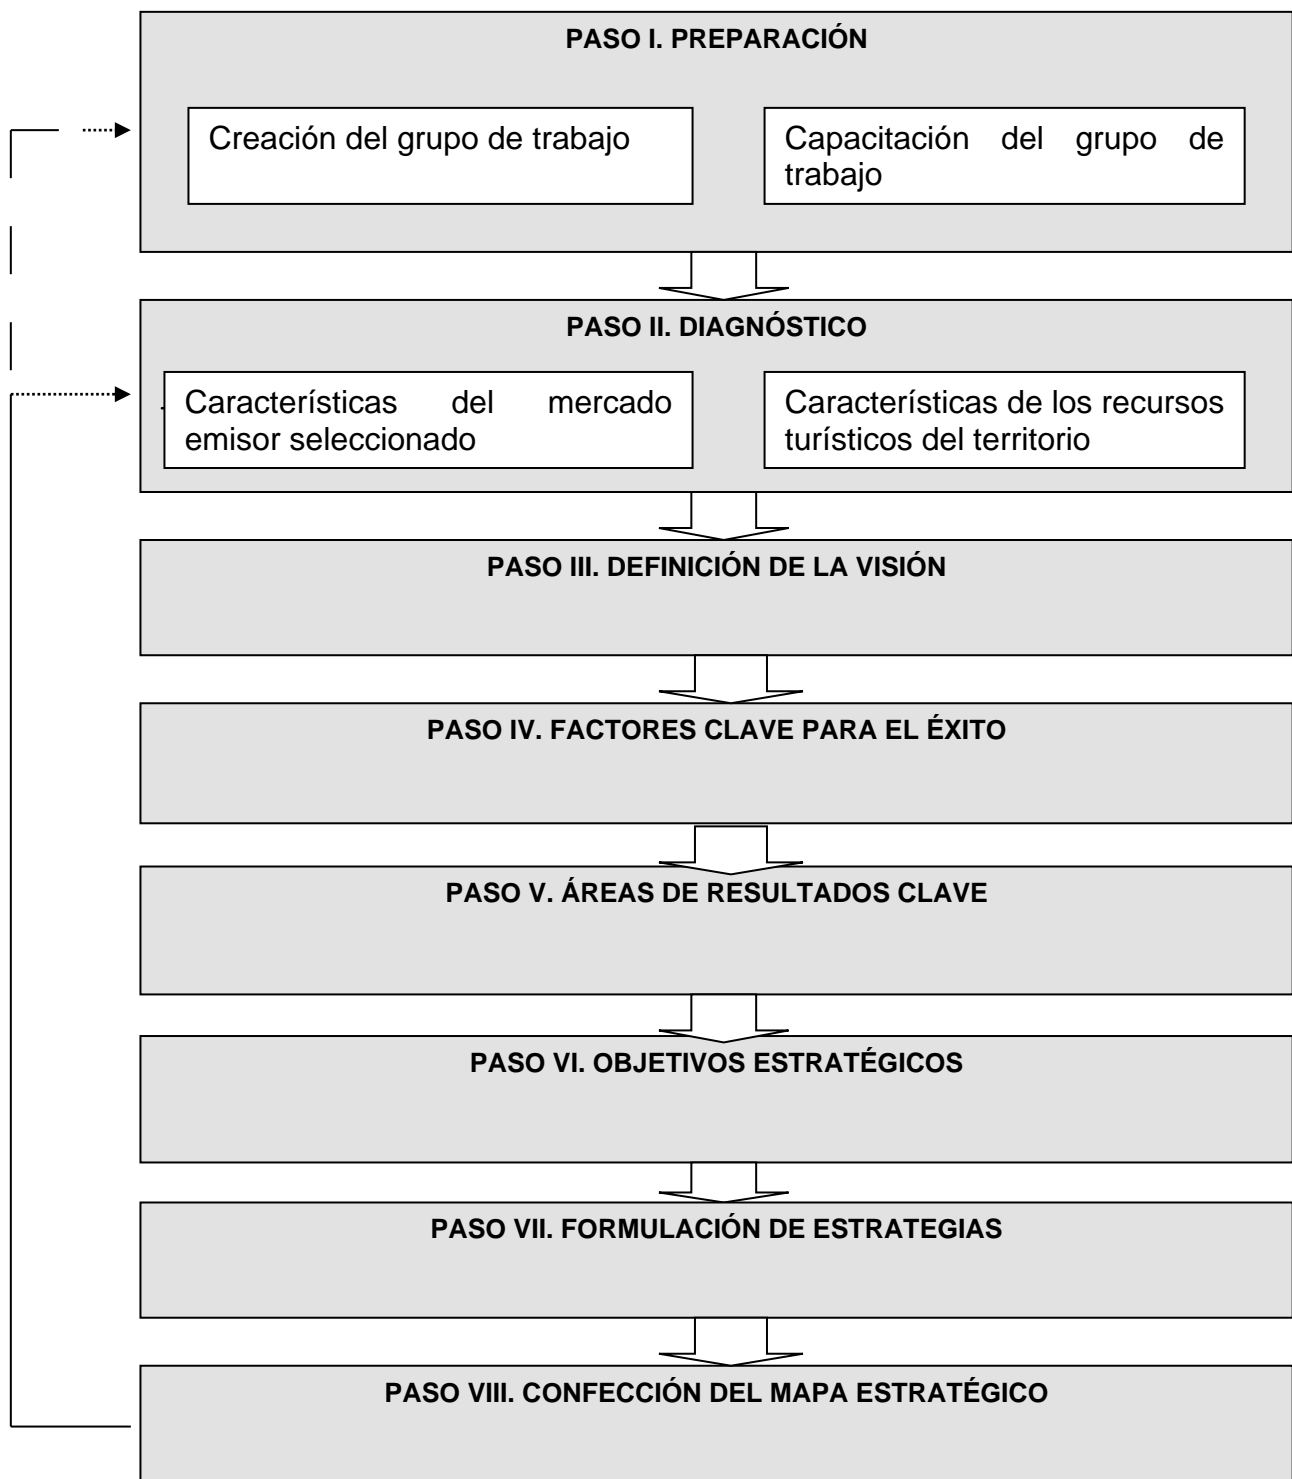 PASO I. PREPARACIÓN
Creación del grupo de trabajo
Capacitación del grupo de
trabajo
PASO II. DIAGNÓSTICO
Características del mercado
emisor seleccionado
Características de los recursos
turísticos del territorio
PASO III. DEFINICIÓN DE LA VISIÓN
PASO IV. FACTORES CLAVE PARA EL ÉXITO
PASO V. ÁREAS DE RESULTADOS CLAVE
PASO VI. OBJETIVOS ESTRATÉGICOS
PASO VII. FORMULACIÓN DE ESTRATEGIAS
PASO VIII. CONFECCIÓN DEL MAPA ESTRATÉGICO